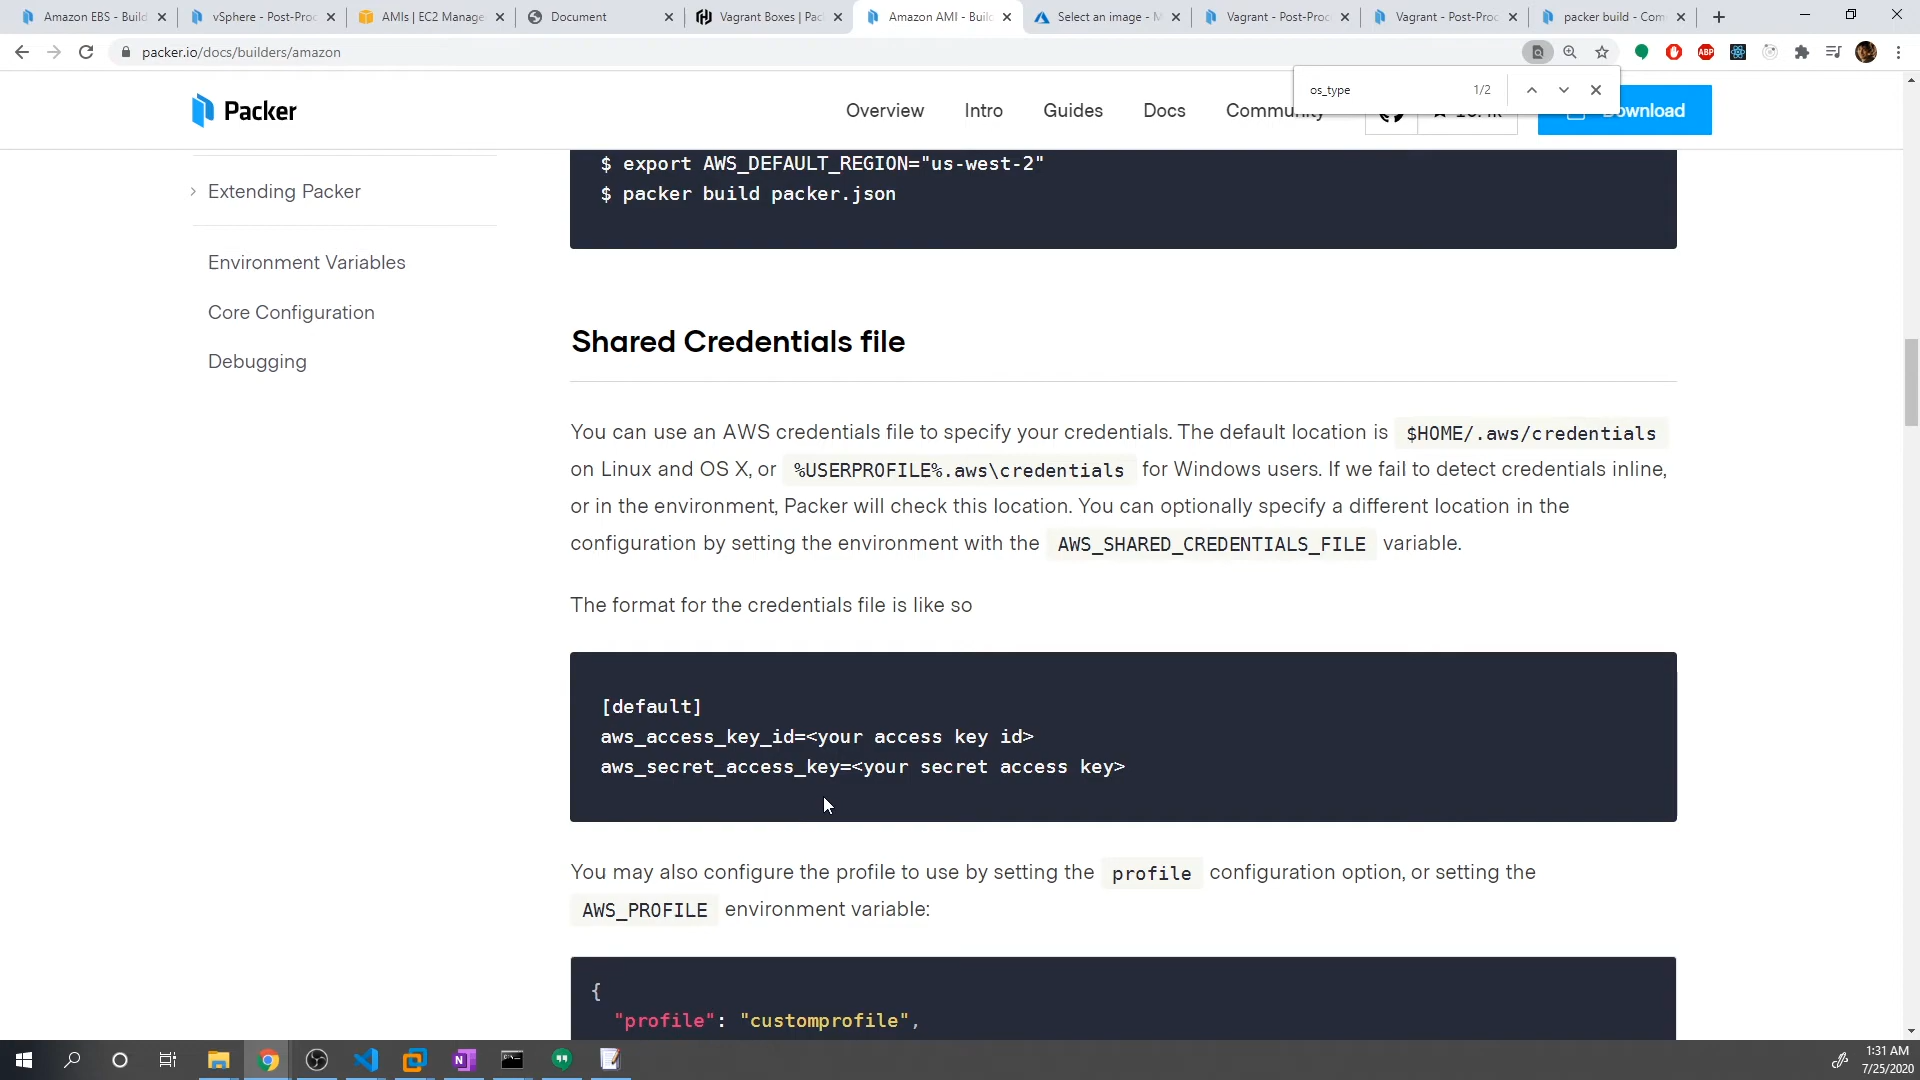 Amazon EBS - Build
vSphere - Post-Proc
AMIs | EC2 Manage
Document
Vagrant Boxes | Pac
Amazon AMI - Buil
Select an image - M
Vagrant - Post-Proc
Vagrant - Post-Proc
packer build - Com
packer.io/docs/builders/amazon
os_type
1/2
Packer
Overview
Intro
Guides
Docs
Community
Download
Extending Packer
Environment Variables
Core Configuration
Debugging
$ export AWS_DEFAULT_REGION="us-west-2"
$ packer build packer.json
Shared Credentials file
You can use an AWS credentials file to specify your credentials. The default location is $HOME/.aws/credentials
on Linux and OS X, or %USERPROFILE%.aws\credentials for Windows users. If we fail to detect credentials inline,
or in the environment, Packer will check this location. You can optionally specify a different location in the
configuration by setting the environment with the AWS_SHARED_CREDENTIALS_FILE variable.
The format for the credentials file is like so
[default]
aws_access_key_id=<your access key id>
aws_secret_access_key=<your secret access key>
You may also configure the profile to use by setting the profile configuration option, or setting the
AWS_PROFILE environment variable:
{
"profile": "customprofile",
1:31 AM
7/25/2020